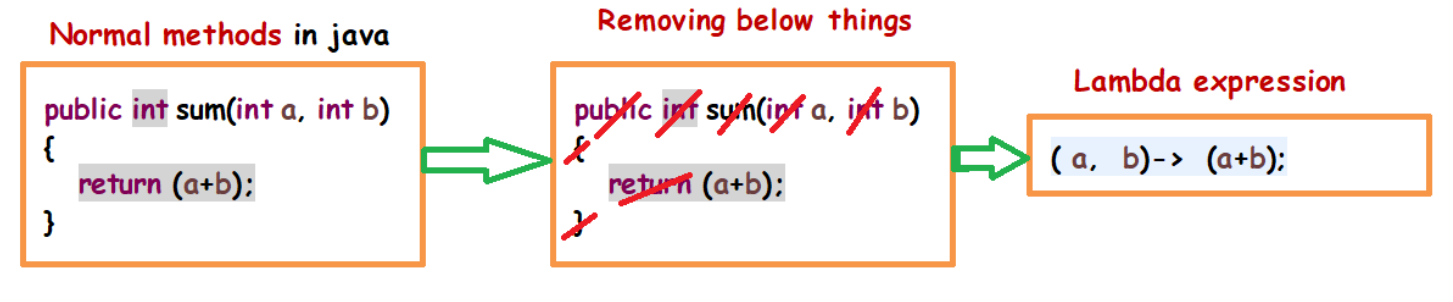 Normal methods in java
public int sum(int a, int b)
{
return (a+b);
}
Removing below things
public int sum(int a, int b)
{
return (a+b);
}
Lambda expression
( a, b)-> (a+b);